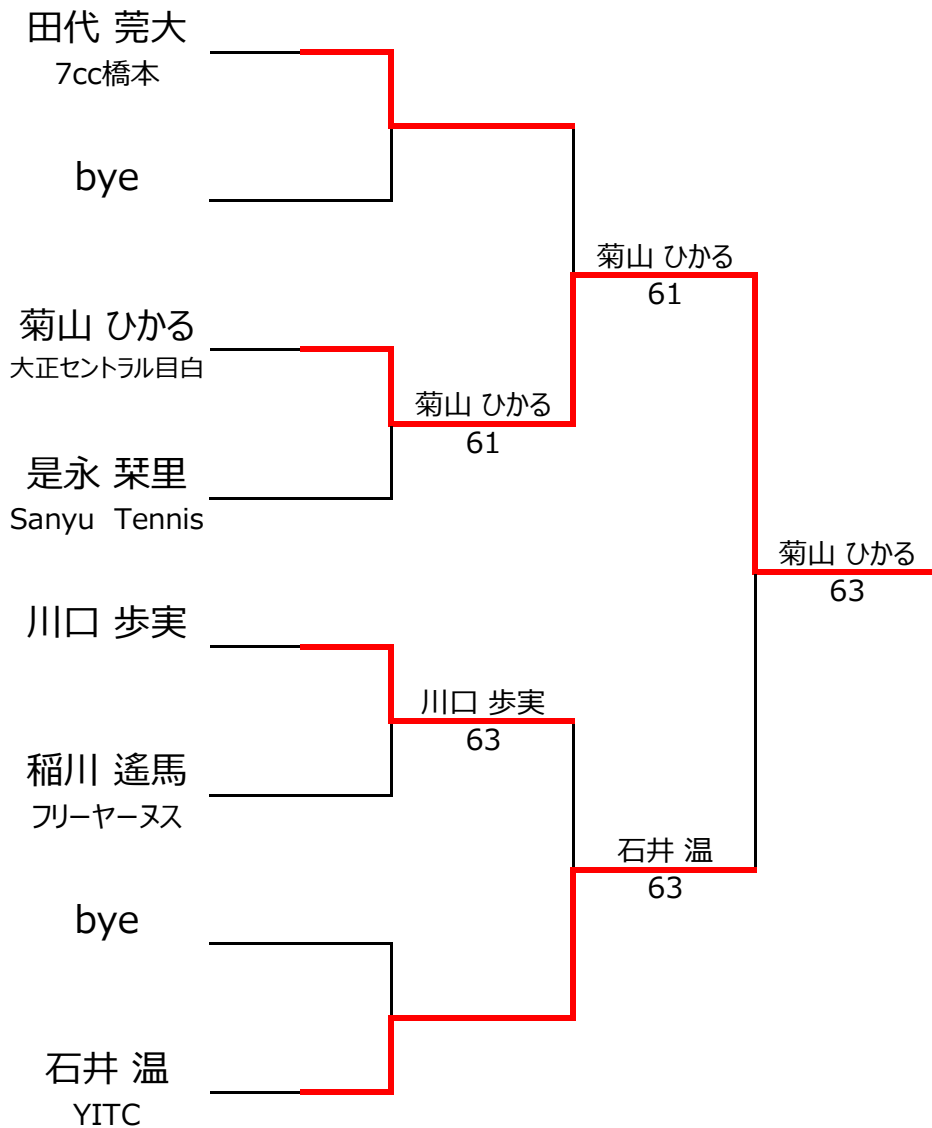 田代 莞大
7cc橋本
bye
菊山 ひかる
大正セントラル目白
是永 栞里
Sanyu Tennis
川口 歩実
稲川 遙馬
フリーヤーヌス
bye
石井 温
YITC
菊山 ひかる
61
川口 歩実
63
菊山 ひかる
61
石井 温
63
菊山 ひかる
63